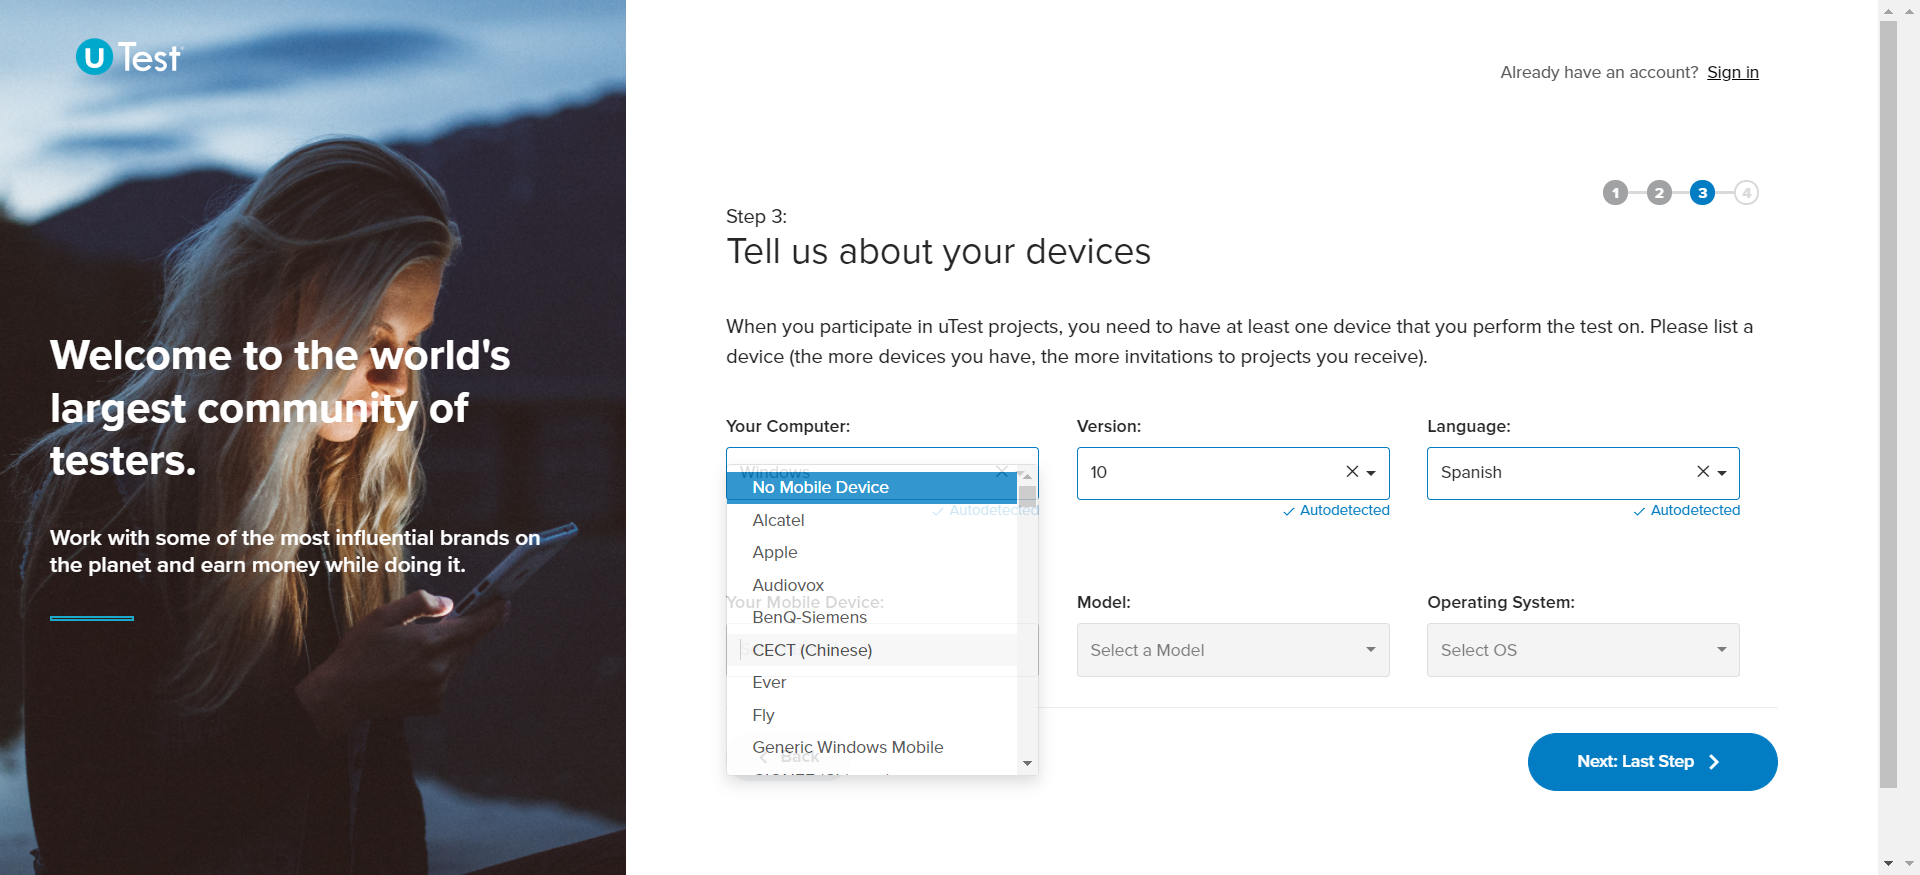 U Test
Already have an account? Sign in
1 2 3 4
Step 3:
Tell us about your devices
When you participate in uTest projects, you need to have at least one device that you perform the test on. Please list a
device (the more devices you have, the more invitations to projects you receive).
Welcome to the world's
largest community of
testers.
Work with some of the most influential brands on
the planet and earn money while doing it.
Your Computer:
Windows
Autodetected
Version:
10
Autodetected
Language:
Spanish
Autodetected
No Mobile Device
Alcatel
Apple
Audiovox
BenQ-Siemens
CECT (Chinese)
Ever
Fly
Generic Windows Mobile
Your Mobile Device:
Model:
Select a Model
Operating System:
Select OS
Back
Next: Last Step